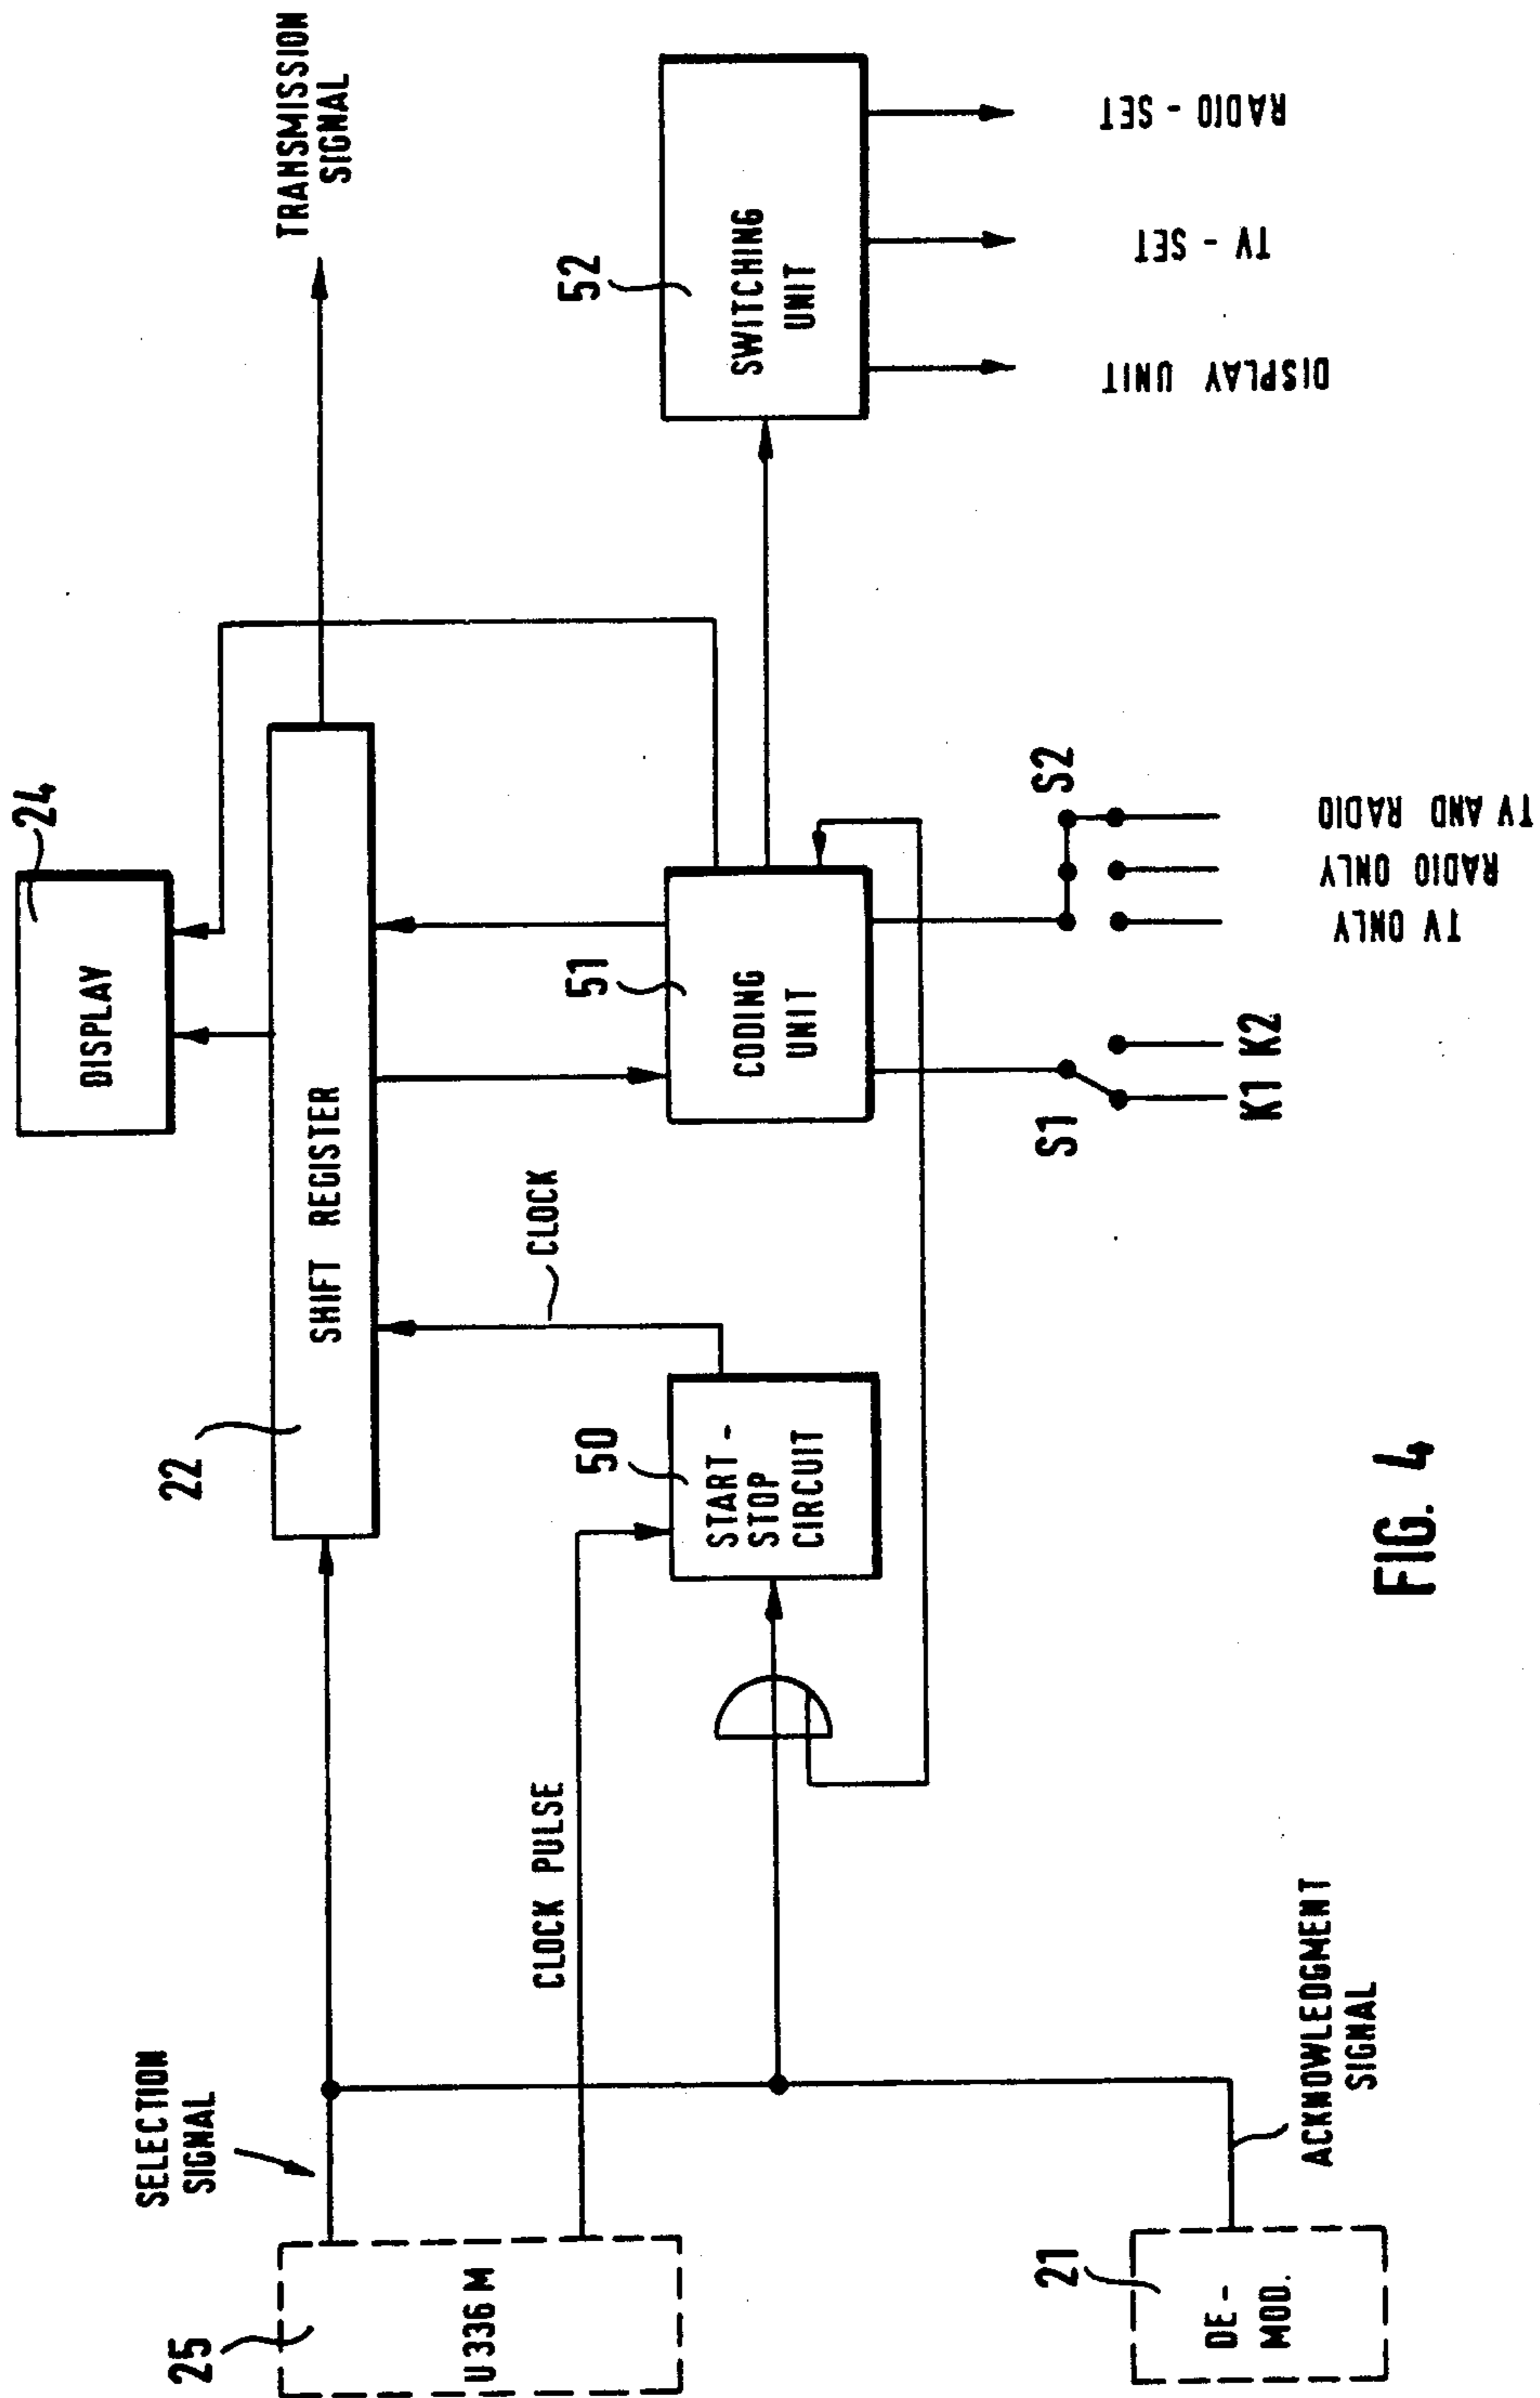 24
DISPLAY
TRANSMISSION
SIGNAL
22
SHIFT REGISTER
SELECTION
SIGNAL
25
U 336 M
CLOCK PULSE
CLOCK
50
START-
STOP
CIRCUIT
51
CODING
UNIT
52
SWITCHING
UNIT
DISPLAY UNIT
TV-SET
RADIO-SET
S1
K1 K2
S2
TV ONLY
RADIO ONLY
TV AND RADIO
21
DE-
MOD.
ACKNOWLEDGMENT
SIGNAL
FIG. 4